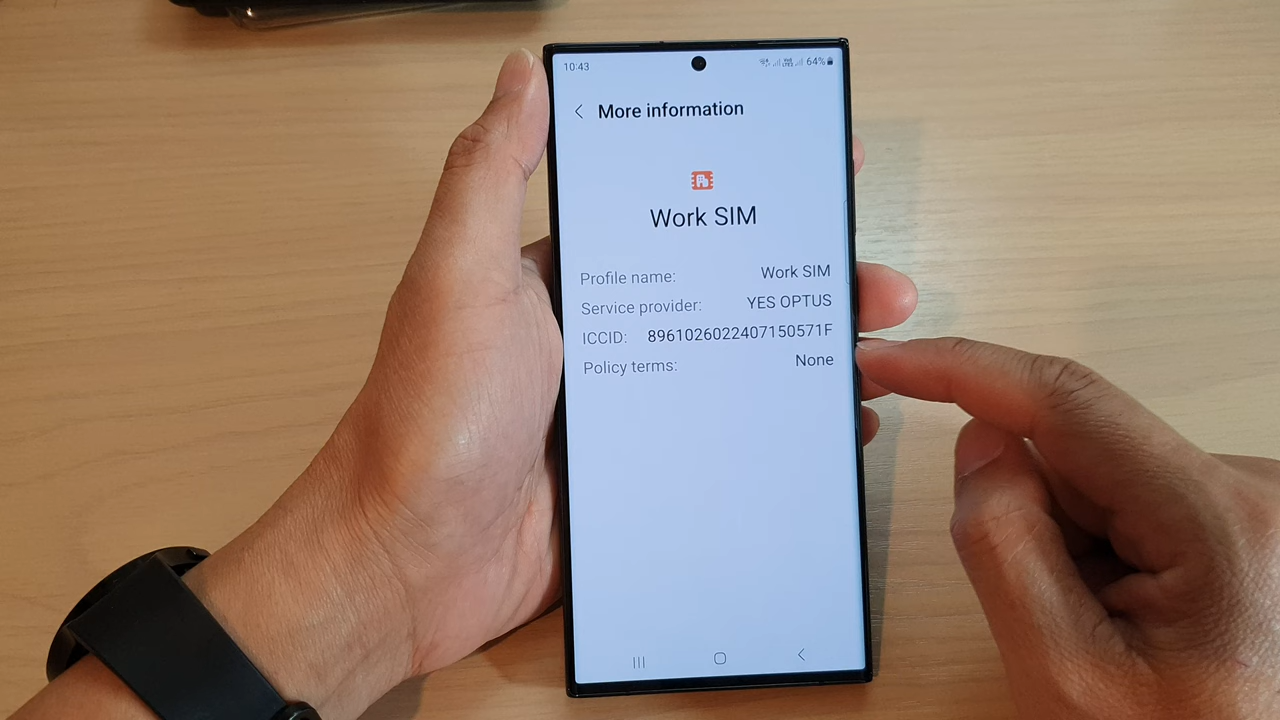 10:43 64%
More information
Work SIM
Profile name: Work SIM
Service provider: YES OPTUS
ICCID: 8961026022407150571F
Policy terms: None